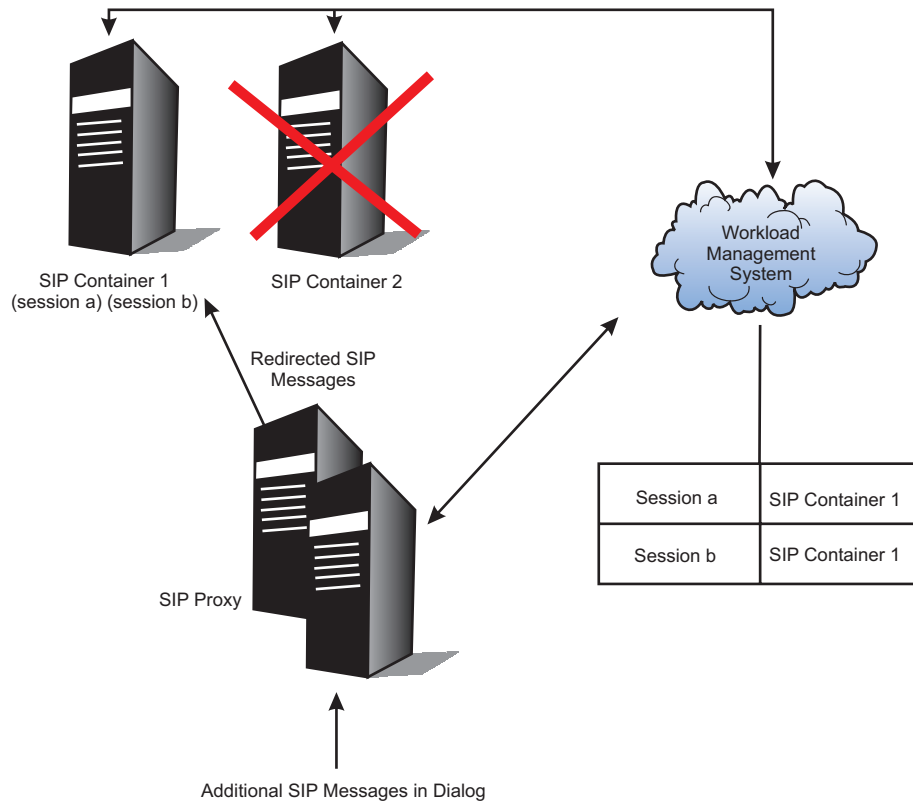 SIP Container 1
(session a) (session b)
SIP Container 2
Workload
Management
System
Redirected SIP
Messages
Session a
SIP Container 1
Session b
SIP Container 1
SIP Proxy
Additional SIP Messages in Dialog